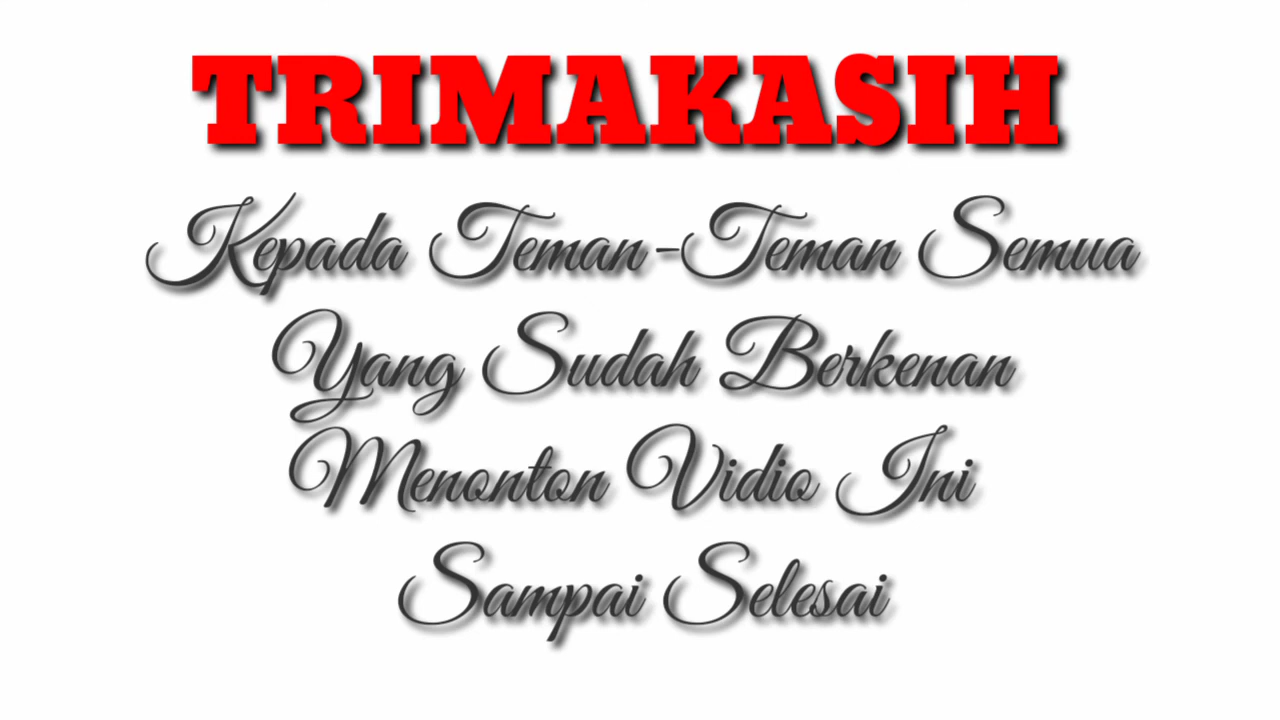 TRIMAKASIH
Kepada Teman-Teman Semua
Yang Sudah Berkenan
Menonton Vidio Ini
Sampai Selesai